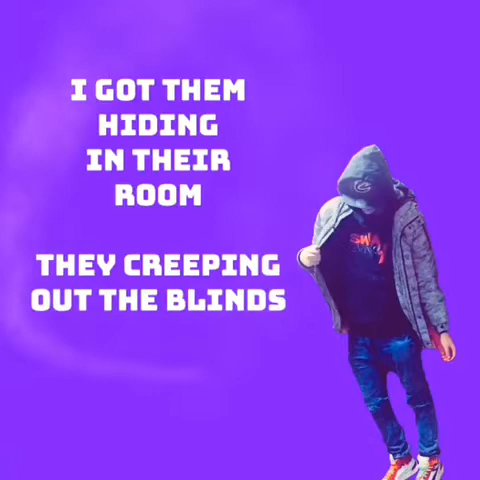 I GOT THEM
HIDING
IN THEIR
ROOM
THEY CREEPING
OUT THE BLINDS